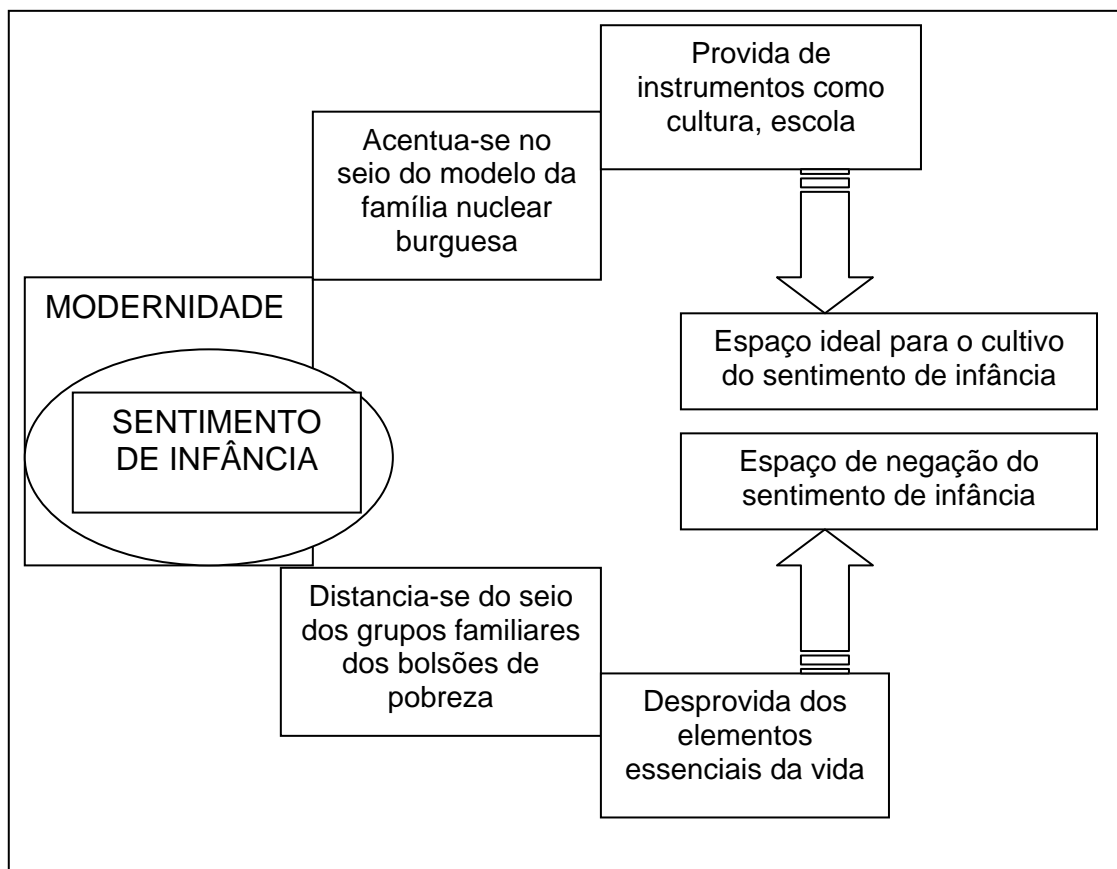 Provida de
instrumentos como
cultura, escola
Acentua-se no
seio do modelo da
família nuclear
burguesa
MODERNIDADE
SENTIMENTO
DE INFÂNCIA
Espaço ideal para o cultivo
do sentimento de infância
Espaço de negação do
sentimento de infância
Distancia-se do seio
dos grupos familiares
dos bolsões de
pobreza
Desprovida dos
elementos
essenciais da vida